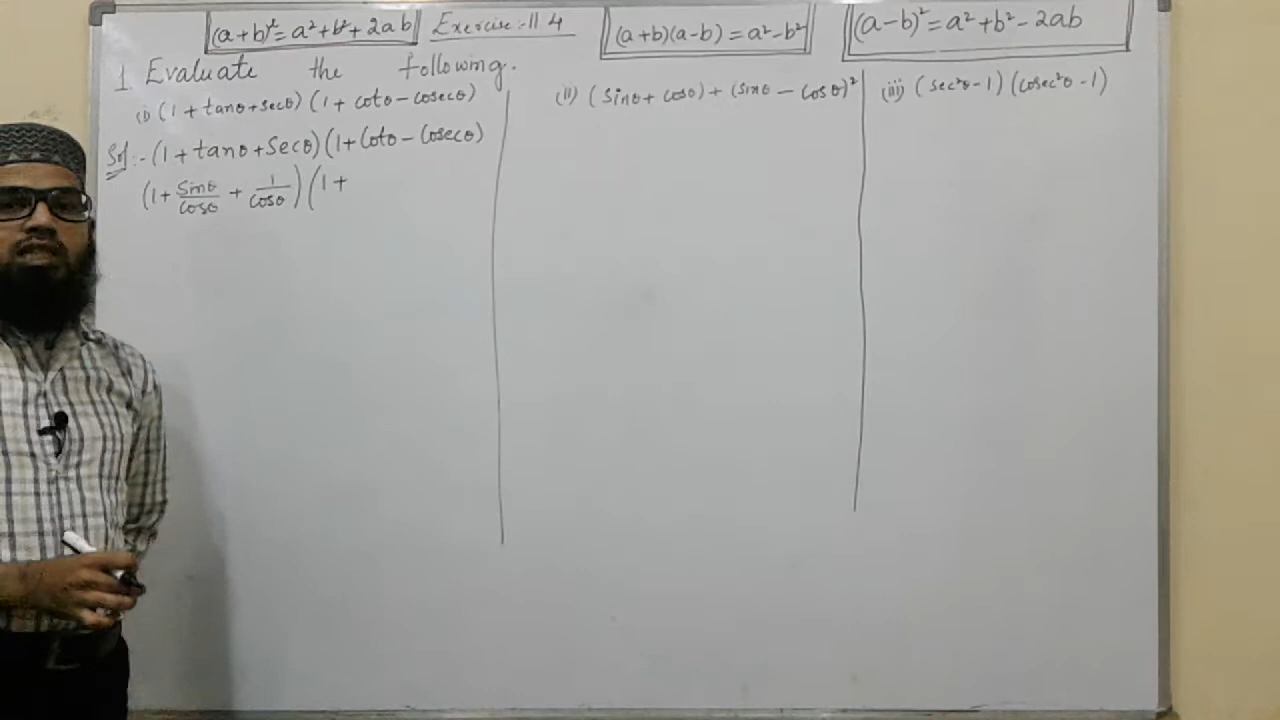 (a+b)²=a²+b²+2ab
Exercise:-11.4
(a+b)(a-b)=a²-b²
(a-b)²=a²+b²-2ab
1. Evaluate the following.
(i) (1+tanθ+secθ)(1+cotθ-cosecθ)
Sol:-(1+tanθ+Secθ)(1+Cotθ-Cosecθ)
(1+Sinθ/Cosθ+1/Cosθ)(1+
(ii) (Sinθ+Cosθ)+(Sinθ-Cosθ)²
(iii) (sec²θ-1)(cosec²θ-1)